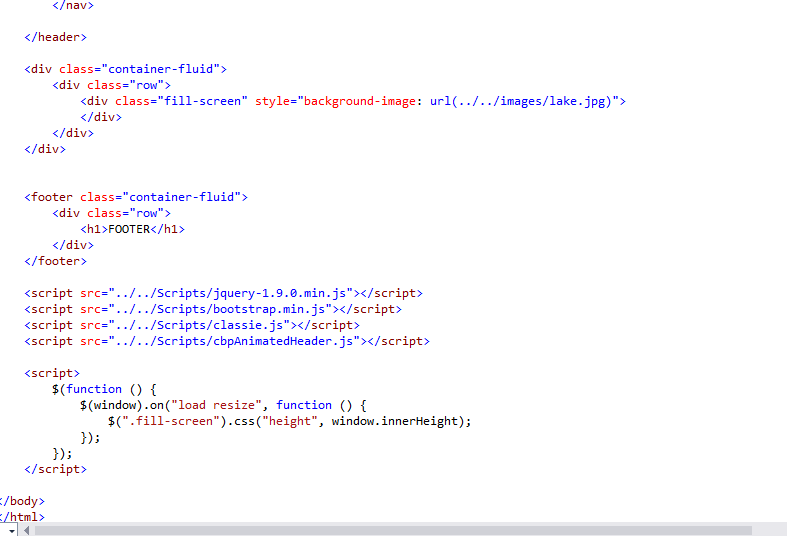 </nav>
</header>
<div class="container-fluid">
<div class="row">
<div class="fill-screen" style="background-image: url(../../images/lake.jpg)">
</div>
</div>
</div>
<footer class="container-fluid">
<div class="row">
<h1>FOOTER</h1>
</div>
</footer>
<script src="../../Scripts/jquery-1.9.0.min.js"></script>
<script src="../../Scripts/bootstrap.min.js"></script>
<script src="../../Scripts/classie.js"></script>
<script src="../../Scripts/cbpAnimatedHeader.js"></script>
<script>
$(function () {
$(window).on("load resize", function () {
$(".fill-screen").css("height", window.innerHeight);
});
});
</script>
</body>
</html>